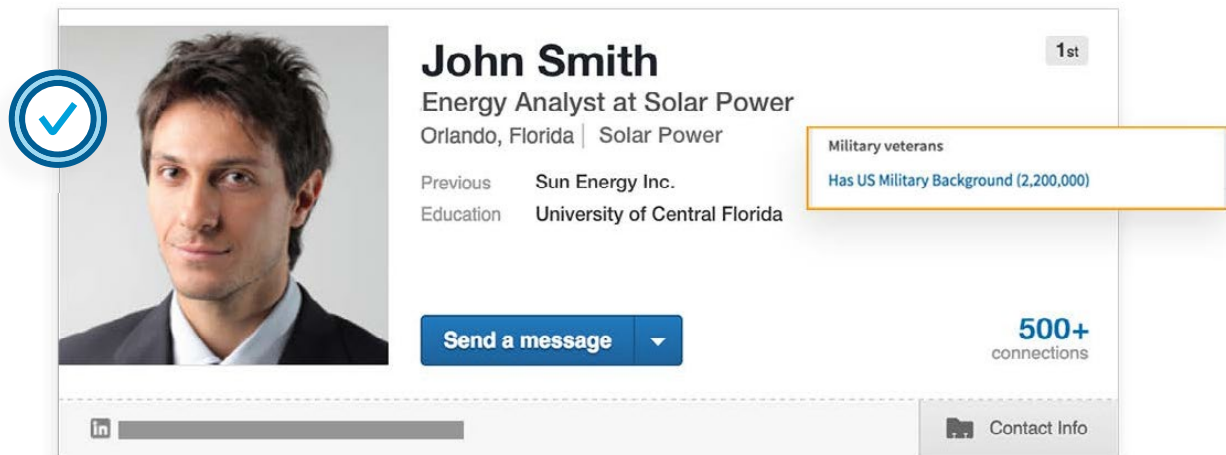 John Smith
1st
Energy Analyst at Solar Power
Orlando, Florida | Solar Power
Previous Sun Energy Inc.
Education University of Central Florida
Military veterans
Has US Military Background (2,200,000)
Send a message
500+
connections
in
Contact Info